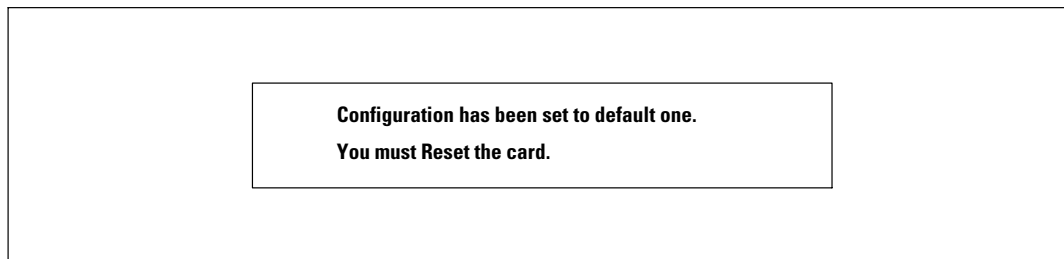 Configuration has been set to default one.
You must Reset the card.